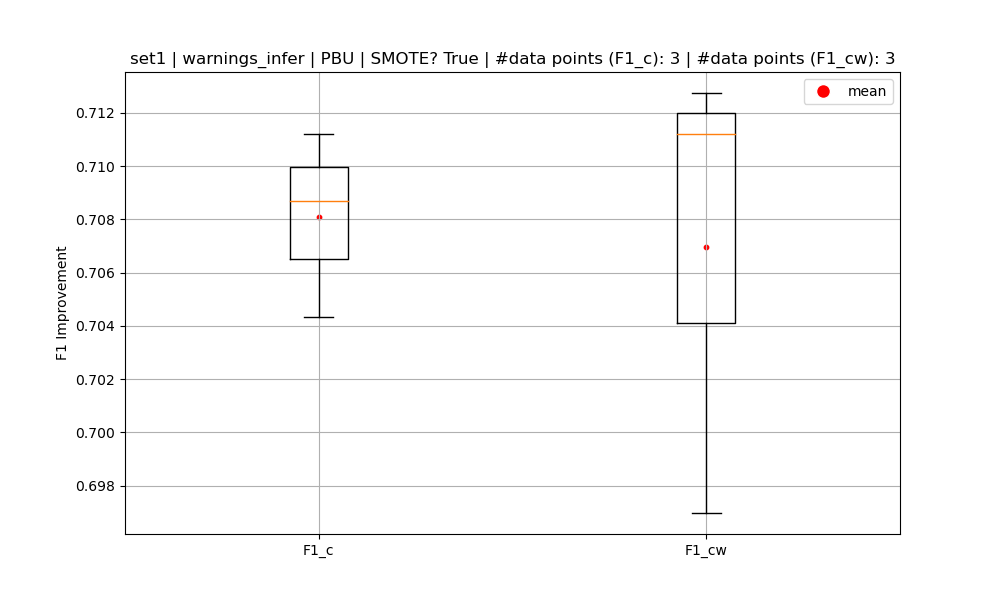 set1 | warnings_infer | PBU | SMOTE? True | #data points (F1_c): 3 | #data points (F1_cw): 3
mean
0.712
0.710
0.708
0.706
0.704
0.702
0.700
0.698
F1 Improvement
F1_c
F1_cw